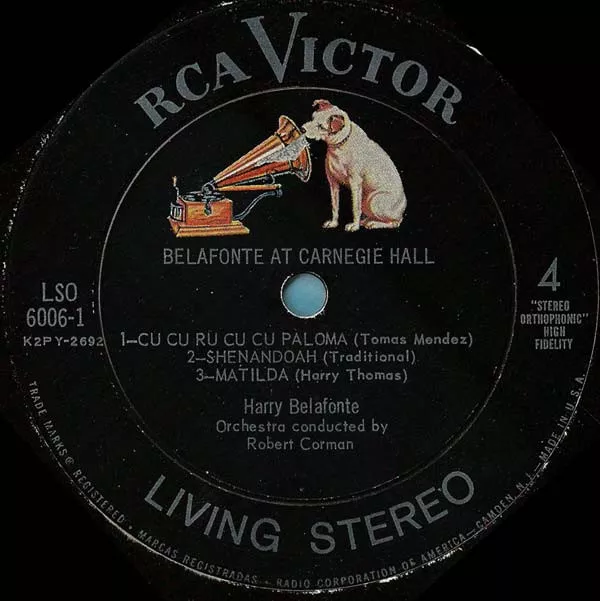 RCA VICTOR
BELAFONTE AT CARNEGIE HALL
LSO
6006-1
K2PY-2692
4
"STEREO
ORTHOPHONIC"
HIGH
FIDELITY
1—CU CU RU CU CU PALOMA (Tomas Mendez)
2—SHENANDOAH (Traditional)
3—MATILDA (Harry Thomas)
Harry Belafonte
Orchestra conducted by
Robert Corman
LIVING STEREO
TRADE MARKS ® REGISTERED • MARCAS REGISTRADAS - RADIO CORPORATION OF AMERICA — CAMDEN, N.J. — MADE IN U.S.A.